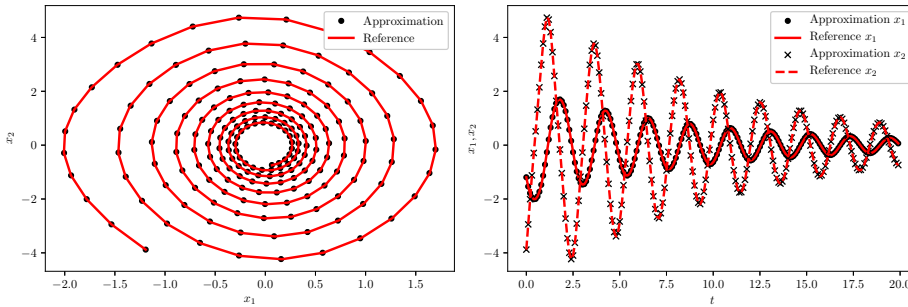 Approximation
Reference
4
2
0
−2
−4
x₂
−2.0 −1.5 −1.0 −0.5 0.0 0.5 1.0 1.5
x₁
Approximation x₁
Reference x₁
Approximation x₂
Reference x₂
4
2
0
−2
−4
x₁, x₂
0.0 2.5 5.0 7.5 10.0 12.5 15.0 17.5 20.0
t